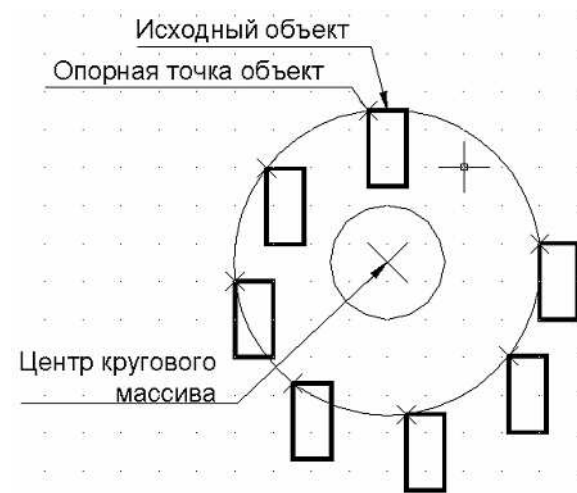 Исходный объект
Опорная точка объект
Центр кругового
массива